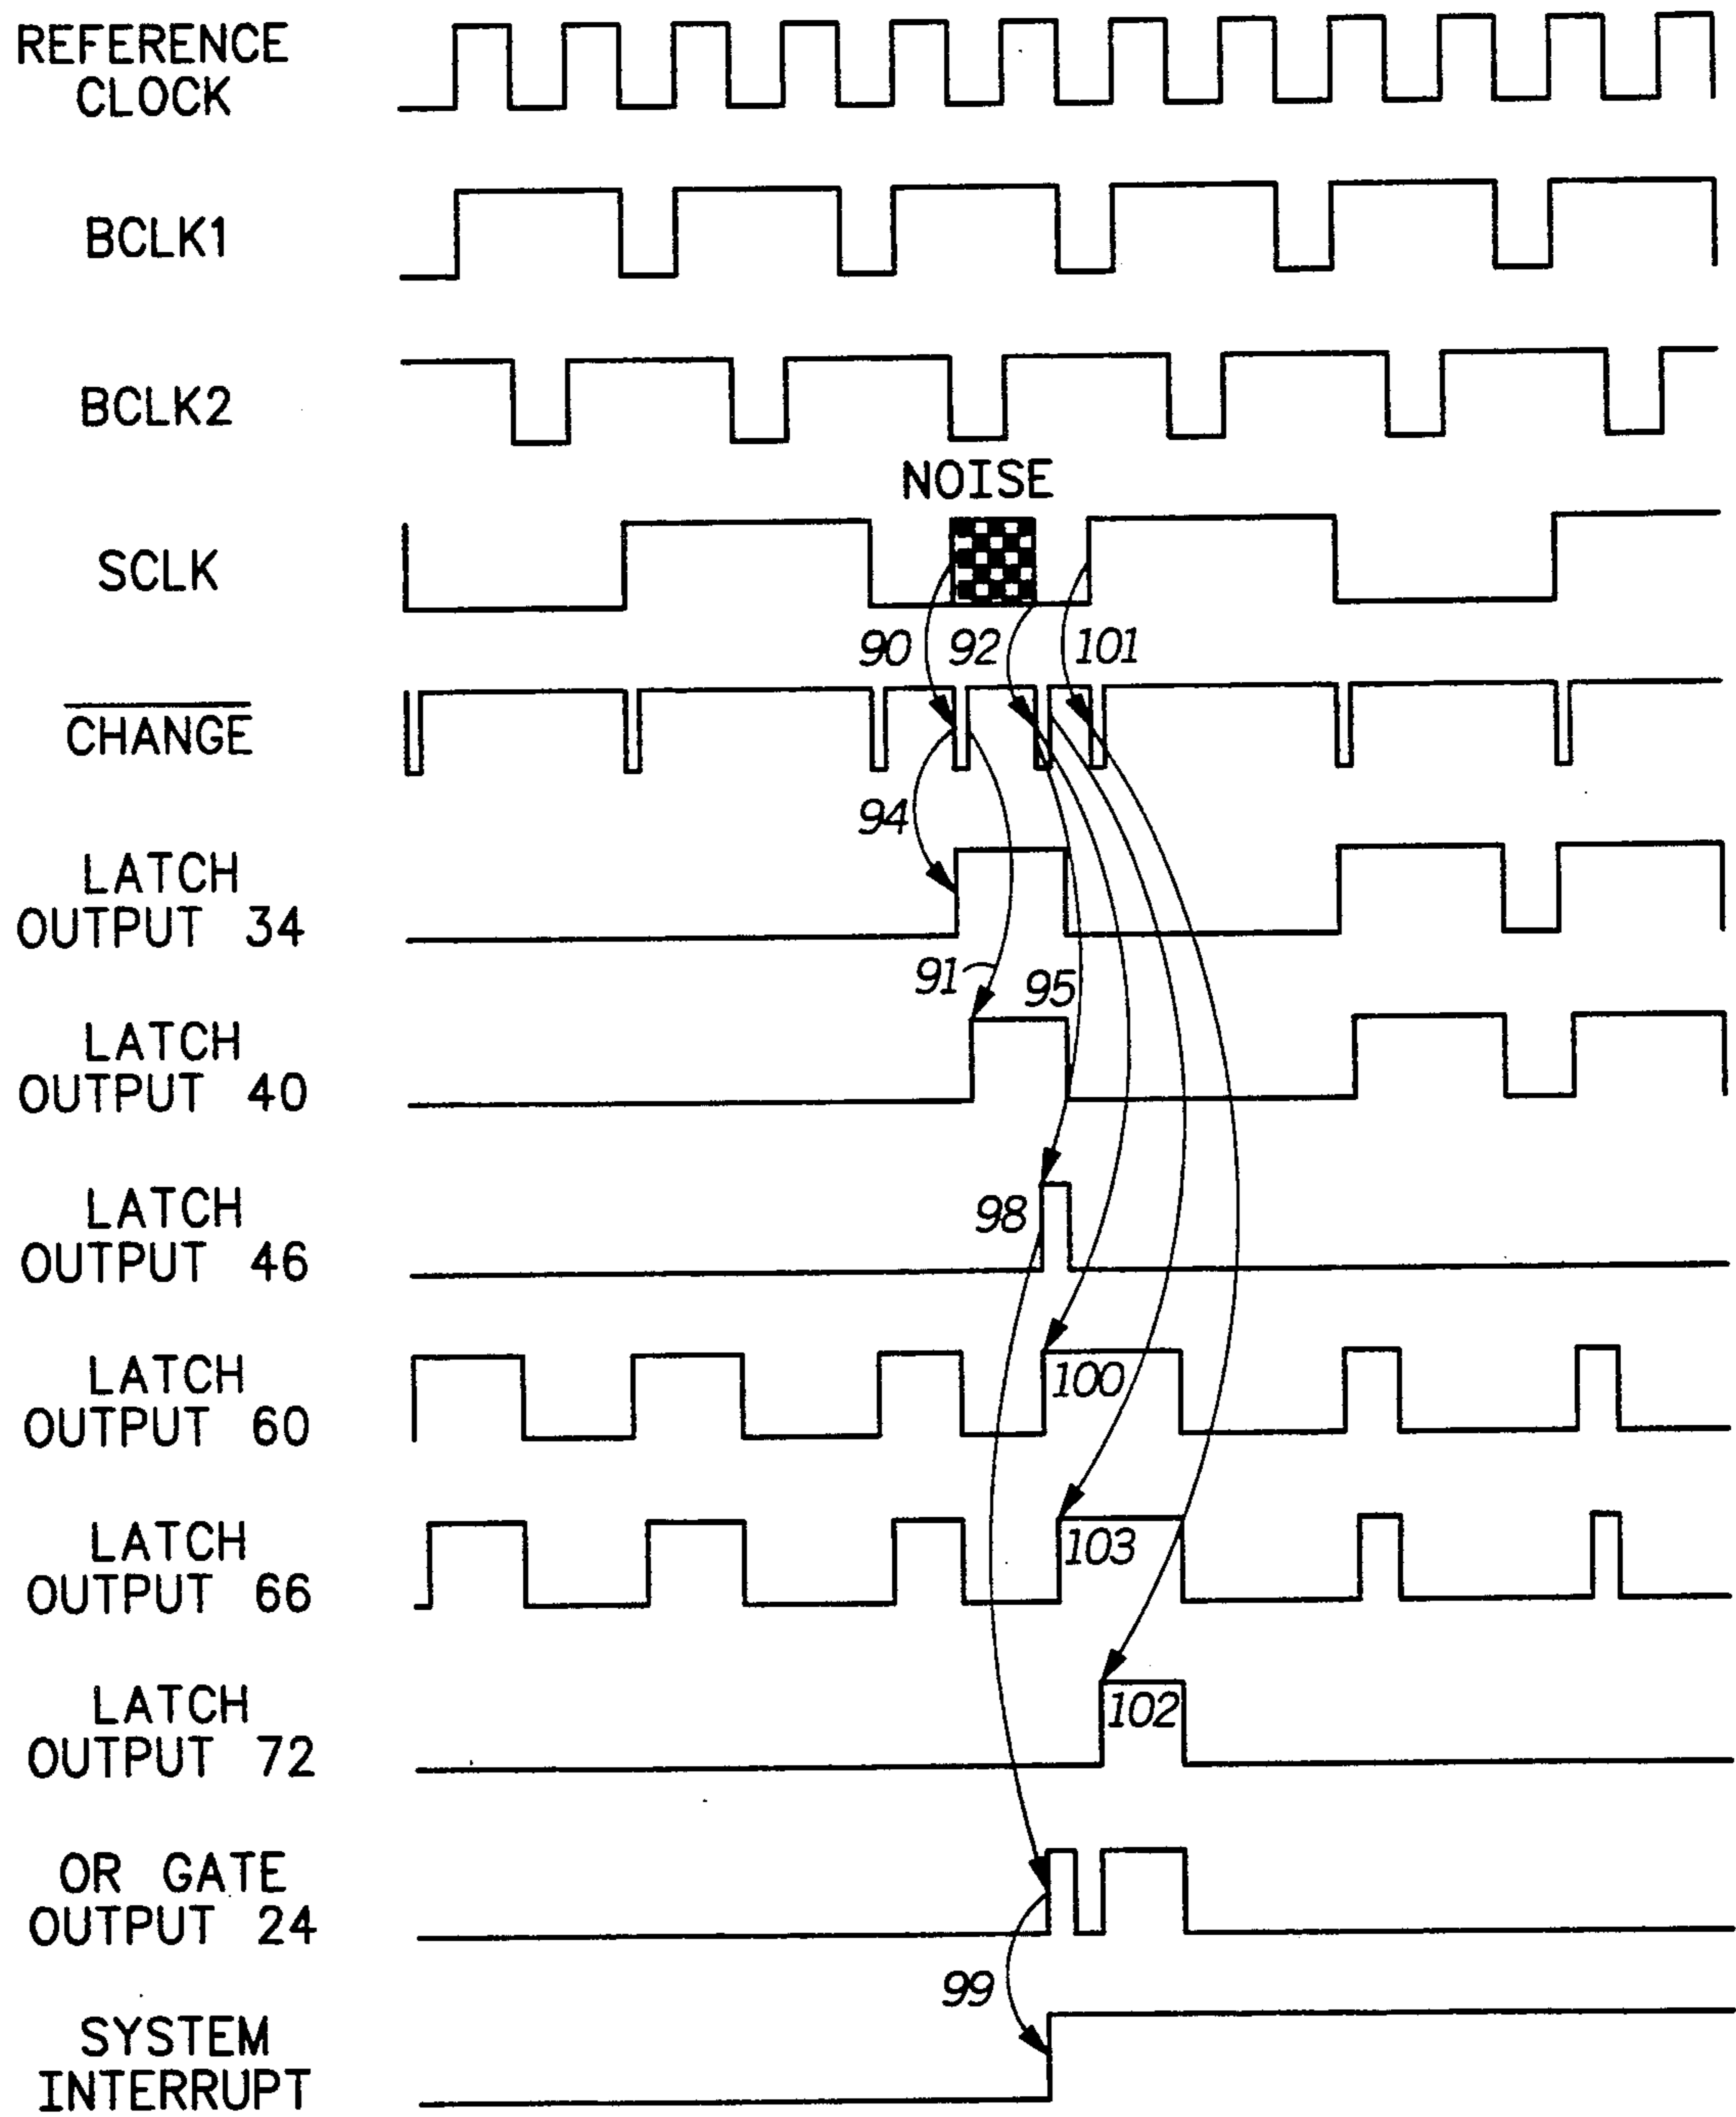 REFERENCE
CLOCK
BCLK1
BCLK2
NOISE
SCLK
90
92
101
CHANGE
94
LATCH
OUTPUT 34
91
95
LATCH
OUTPUT 40
LATCH
OUTPUT 46
98
LATCH
OUTPUT 60
100
LATCH
OUTPUT 66
103
LATCH
OUTPUT 72
102
OR GATE
OUTPUT 24
99
SYSTEM
INTERRUPT